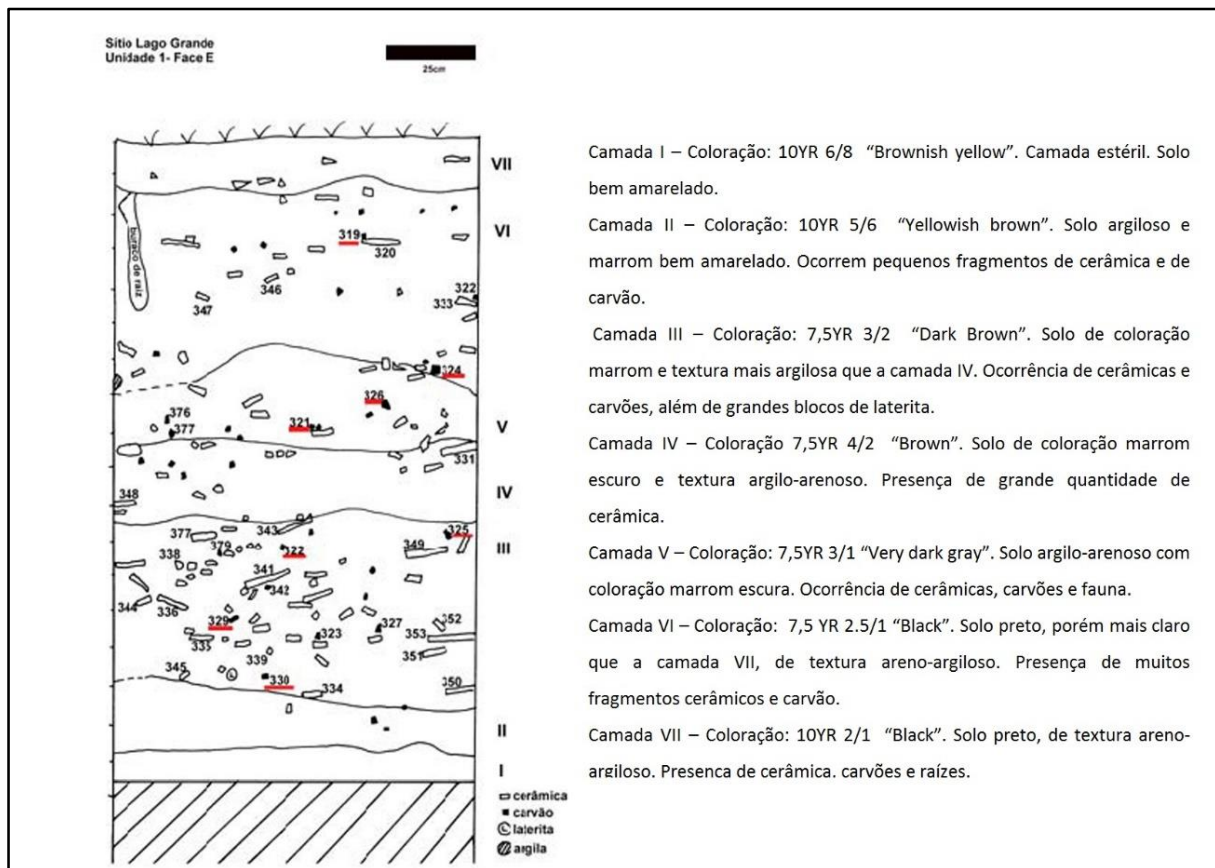 Sítio Lago Grande
Unidade 1- Face E
25cm
VII
VI
buraco de raiz
319
320
346
347
322
333
324
326
376
321
377
V
331
IV
348
343
325
377
III
379
322
349
338
341
342
344
336
352
329
327
323
353
335
351
339
345
330
334
350
II
I
cerâmica
carvão
laterita
argila
Camada I – Coloração: 10YR 6/8 “Brownish yellow”. Camada estéril. Solo
bem amarelado.
Camada II – Coloração: 10YR 5/6 “Yellowish brown”. Solo argiloso e
marrom bem amarelado. Ocorrem pequenos fragmentos de cerâmica e de
carvão.
Camada III – Coloração: 7,5YR 3/2 “Dark Brown”. Solo de coloração
marrom e textura mais argilosa que a camada IV. Ocorrência de cerâmicas e
carvões, além de grandes blocos de laterita.
Camada IV – Coloração 7,5YR 4/2 “Brown”. Solo de coloração marrom
escuro e textura argilo-arenoso. Presença de grande quantidade de
cerâmica.
Camada V – Coloração: 7,5YR 3/1 “Very dark gray”. Solo argilo-arenoso com
coloração marrom escura. Ocorrência de cerâmicas, carvões e fauna.
Camada VI – Coloração: 7,5 YR 2.5/1 “Black”. Solo preto, porém mais claro
que a camada VII, de textura areno-argiloso. Presença de muitos
fragmentos cerâmicos e carvão.
Camada VII – Coloração: 10YR 2/1 “Black”. Solo preto, de textura areno-
argiloso. Presença de cerâmica, carvões e raízes.